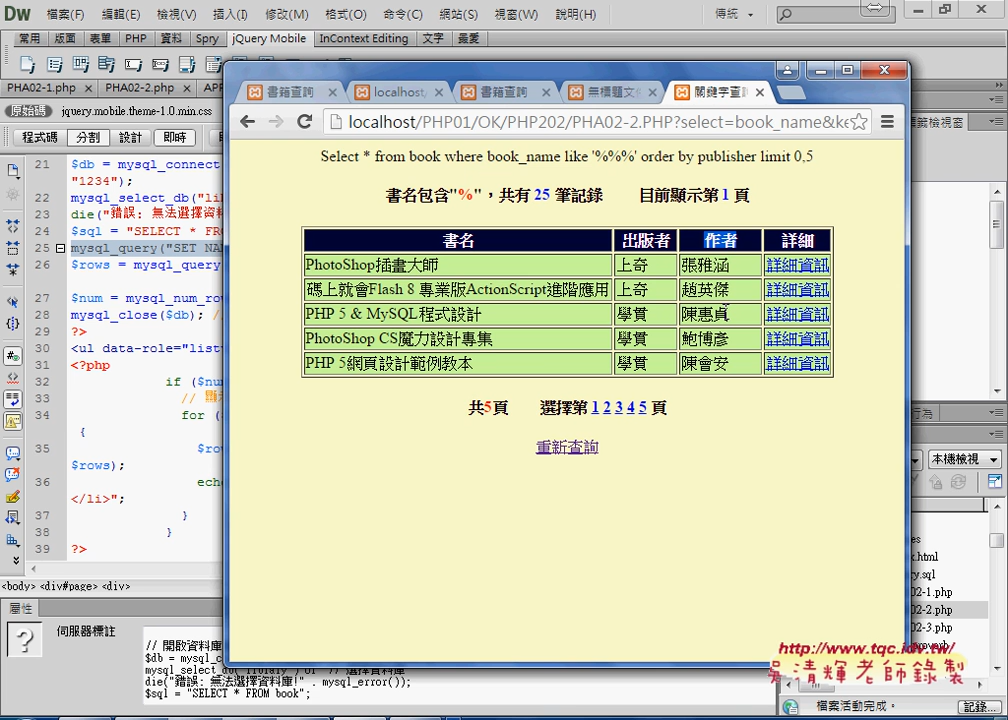 Dw 檔案(F) 編輯(E) 檢視(V) 插入(I) 修改(M) 格式(O) 命令(C) 網站(S) 視窗(W) 說明(H) 傳統
常用 版面 表單 PHP 資料 Spry jQuery Mobile InContext Editing 文字 最愛
PHA02-1.php × PHA02-2.php ×
原始碼 jquery.mobile.theme-1.0.min.css
程式碼 分割 設計 即時
書籍查詢 × localhost/ × 書籍查詢 × 無標題文 × 關鍵字查 ×
localhost/PHP01/OK/PHP202/PHA02-2.PHP?select=book_name&ke
Select * from book where book_name like '%%%' order by publisher limit 0,5
書名包含"%"，共有 25 筆記錄 目前顯示第 1 頁
書名 出版者 作者 詳細
PhotoShop插畫大師 上奇 張雅涵 詳細資訊
碼上就會Flash 8 專業版ActionScript進階應用 上奇 趙英傑 詳細資訊
PHP 5 & MySQL程式設計 學貫 陳惠貞 詳細資訊
PhotoShop CS魔力設計專集 學貫 鮑博彥 詳細資訊
PHP 5網頁設計範例教本 學貫 陳會安 詳細資訊
共5頁 選擇第 1 2 3 4 5 頁
重新查詢
21 $db = mysql_connect
"1234");
22 mysql_select_db("li
23 die("錯誤: 無法選擇資料
24 $sql = "SELECT * FRO
25 mysql_query("SET NA
26 $rows = mysql_query
27 $num = mysql_num_ro
28 mysql_close($db); /
29 ?>
30 <ul data-role="list
31 <?php
32 if ($nu
33 // 顯
34 for (
{
35 $ro
$rows);
36 ech
</li>";
37 }
38 }
39 ?>
<body> <div#page> <div>
屬性
伺服器標註
// 開啟資料庫
$db = mysql_c
die("錯誤: 無法選擇資料庫!" . mysql_error());
$sql = "SELECT * FROM book";
本機檢視
02-1.php
02-2.php
02-3.php
http://www.tqc.idv.tw/
吳清輝老師錄製
檔案活動完成。 記錄...